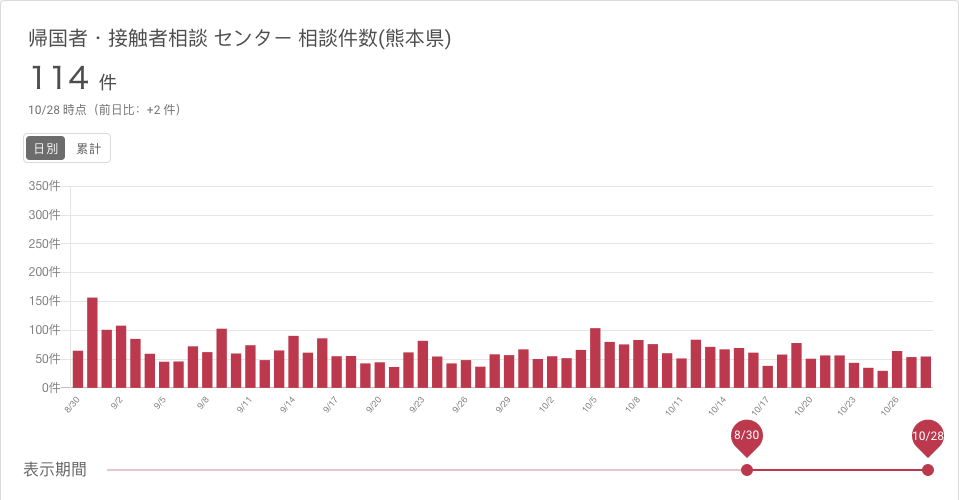 帰国者・接触者相談 センター 相談件数(熊本県)
114 件
10/28 時点（前日比: +2 件）
日別 累計
350件
300件
250件
200件
150件
100件
50件
0件
8/30 9/2 9/5 9/8 9/11 9/14 9/17 9/20 9/23 9/26 9/29 10/2 10/5 10/8 10/11 10/14 10/17 10/20 10/23 10/26
8/30 10/28
表示期間